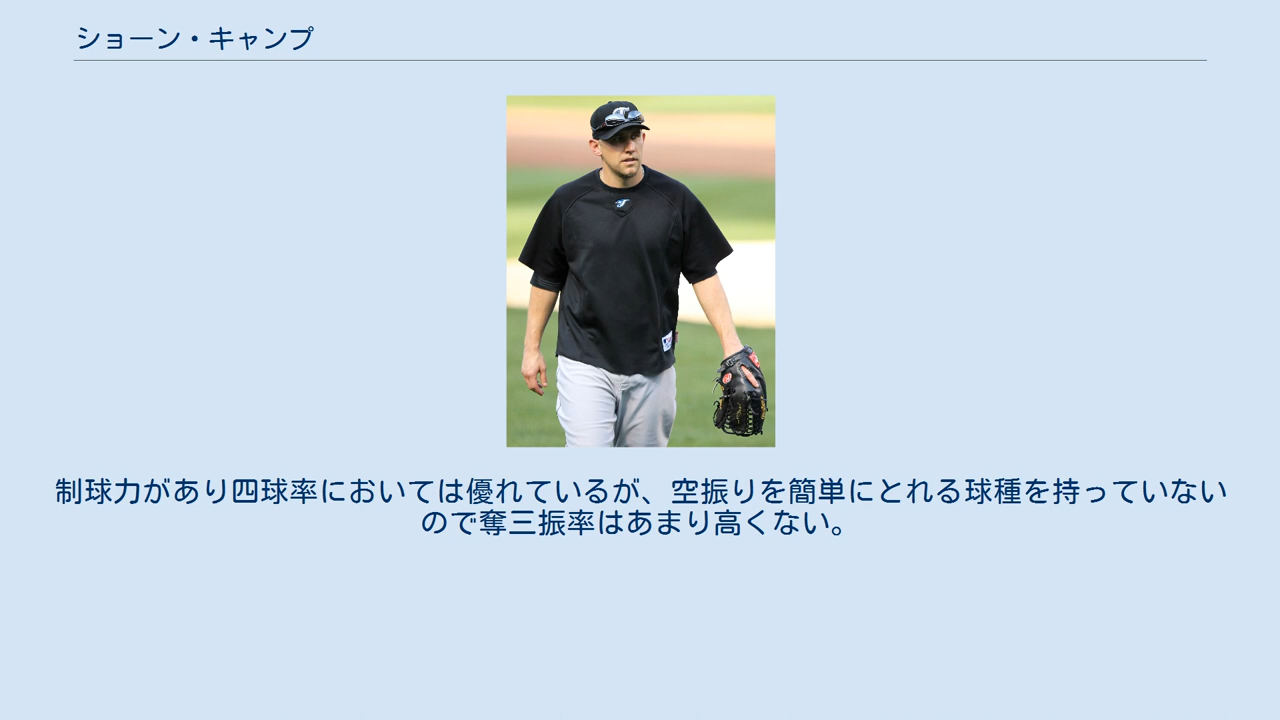 ショーン・キャンプ
制球力があり四球率においては優れているが、空振りを簡単にとれる球種を持っていない
ので奪三振率はあまり高くない。